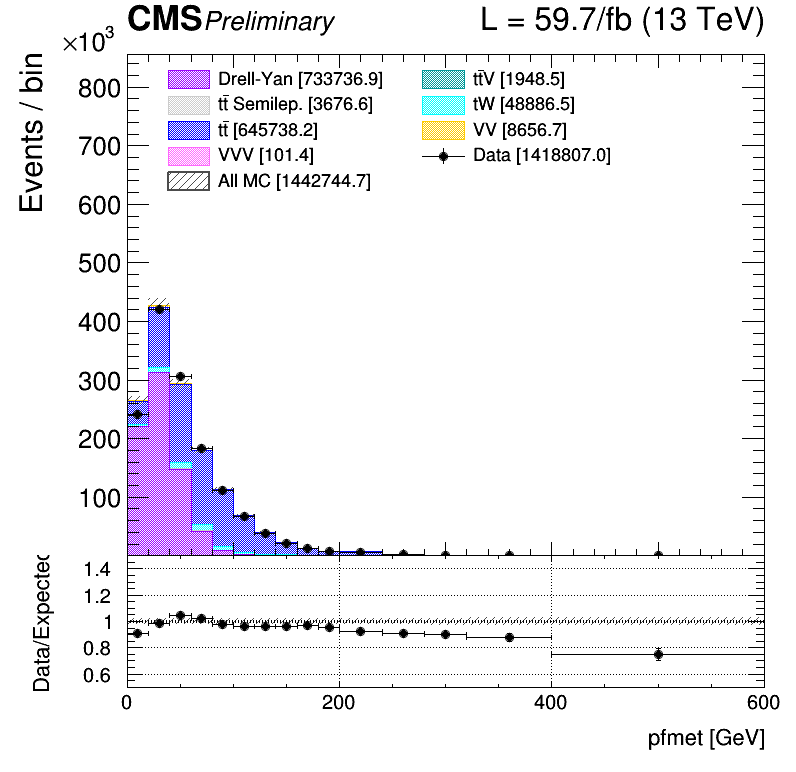 CMS Preliminary L = 59.7/fb (13 TeV)
×10³
Events / bin
800
700
600
500
400
300
200
100
Drell-Yan [733736.9]
tt̄ Semilep. [3676.6]
tt̄ [645738.2]
VVV [101.4]
All MC [1442744.7]
tt̄V [1948.5]
tW [48886.5]
VV [8656.7]
Data [1418807.0]
Data/Expected
1.4
1.2
1
0.8
0.6
0 200 400 600
pfmet [GeV]